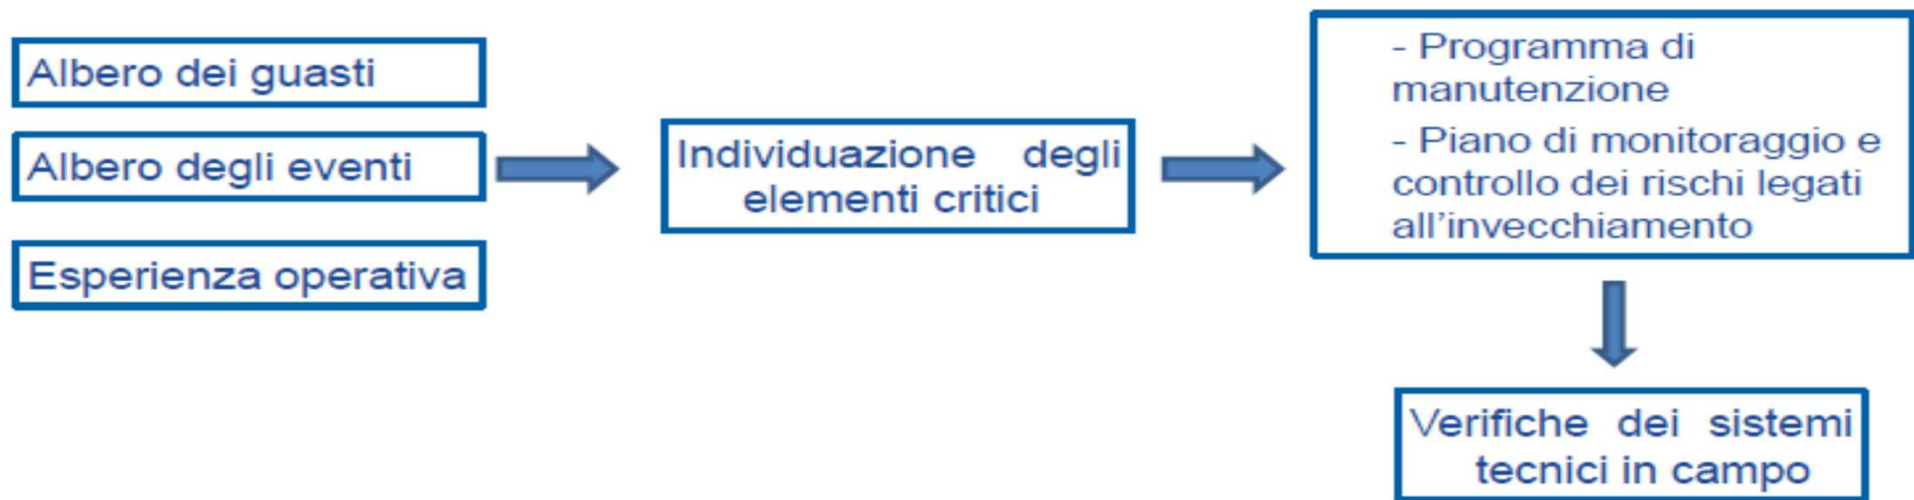 Albero dei guasti
Albero degli eventi
Esperienza operativa
Individuazione degli
elementi critici
- Programma di
manutenzione
- Piano di monitoraggio e
controllo dei rischi legati
all'invecchiamento
Verifiche dei sistemi
tecnici in campo